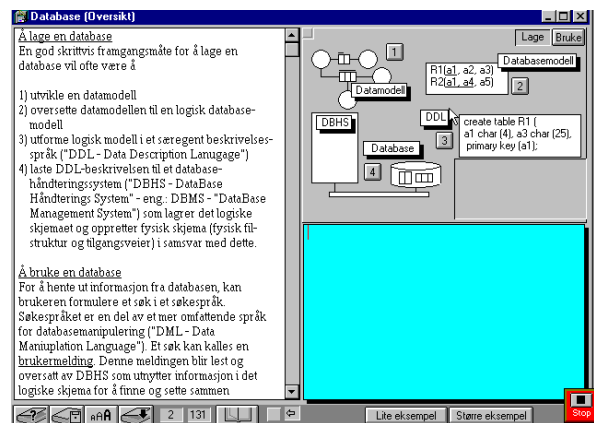 Database (Oversikt)
Å lage en database
En god skrittvis framgangsmåte for å lage en
database vil ofte være å
1) utvikle en datamodell
2) oversette datamodellen til en logisk database-
modell
3) utforme logisk modell i et særegent beskrivelses-
språk ("DDL - Data Description Lanugage")
4) laste DDL-beskrivelsen til et database-
håndteringssystem ("DBHS - DataBase
Håndterings System" - eng.: DBMS - "DataBase
Management System") som lagrer det logiske
skjemaet og oppretter fysisk skjema (fysisk fil-
struktur og tilgangsveier) i samsvar med dette.
Å bruke en database
For å hente ut informasjon fra databasen, kan
brukeren formulere et søk i et søkespråk.
Søkespråket er en del av et mer omfattende språk
for databasemanipulering ("DML - Data
Maniuplation Language"). Et søk kan kalles en
brukermelding. Denne meldingen blir lest og
oversatt av DBHS som utnytter informasjon i det
logiske skjema for å finne og sette sammen
Lage Bruke
1
Datamodell
R1(a1, a2, a3)
R2(a1, a4, a5)
Databasemodell
2
DBHS
DDL
3
create table R1 (
a1 char (4), a3 char (25),
primary key (a1);
Database
4
AAA
2 131
Lite eksempel Større eksempel
Stop